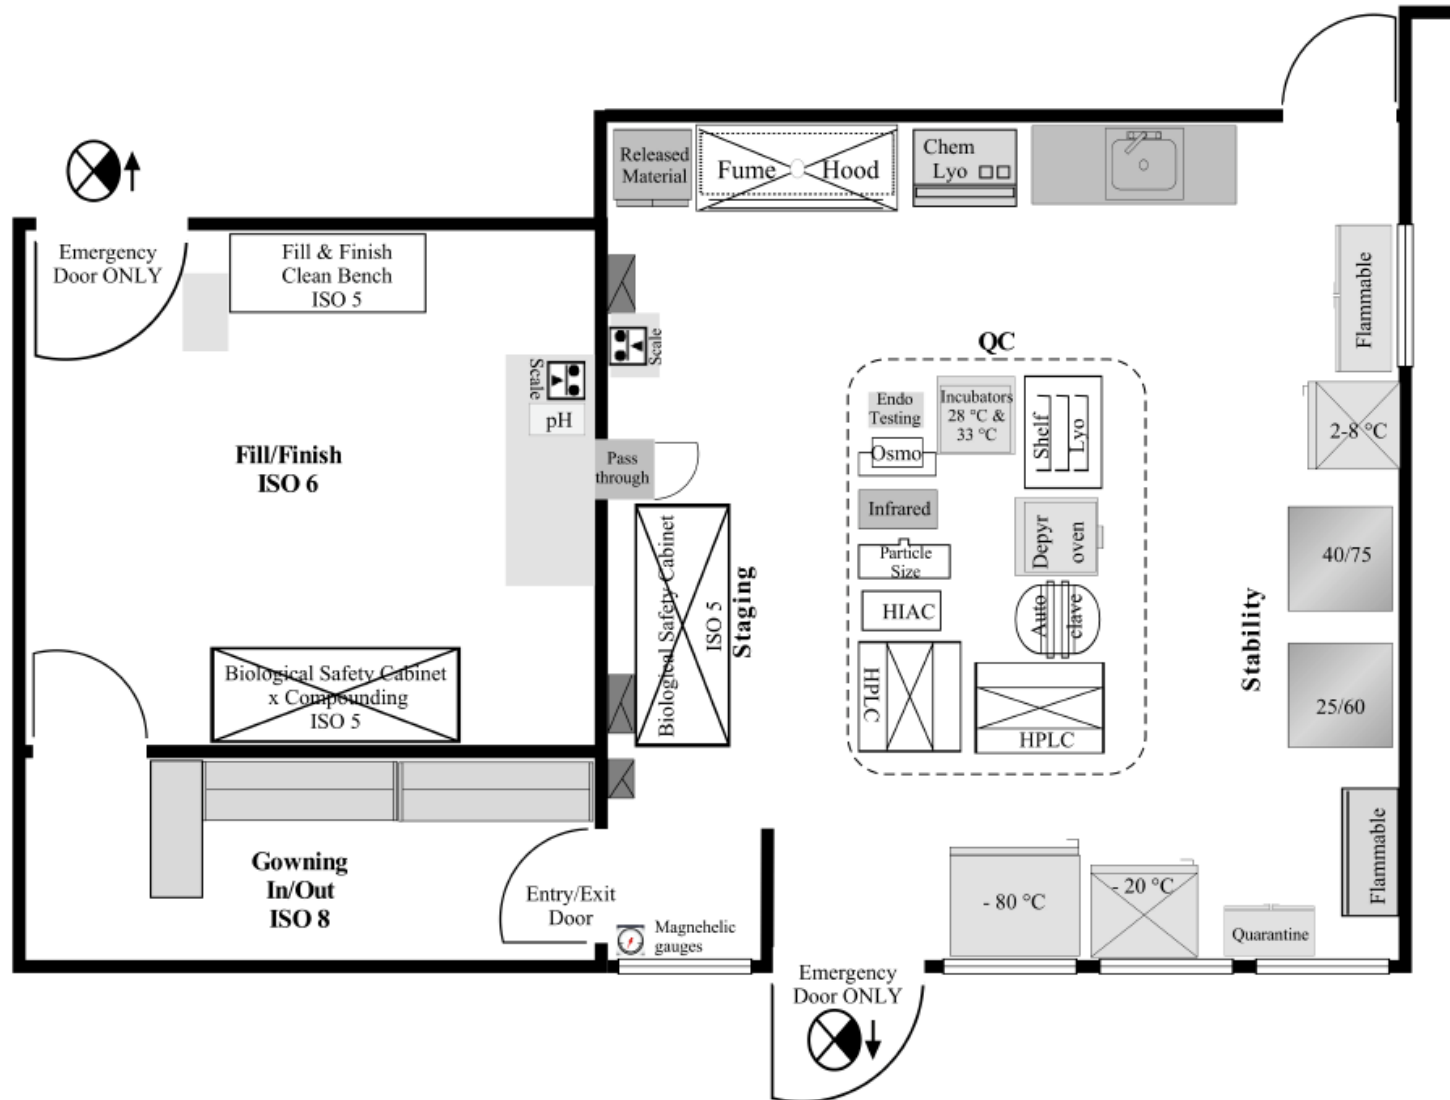 Released
Material
Fume Hood
Chem
Lyo
Emergency
Door ONLY
Fill & Finish
Clean Bench
ISO 5
Flammable
Scale
Scale
pH
QC
Endo
Testing
Incubators
28 °C &
33 °C
Shelf
Lyo
2-8 °C
Osmo
Fill/Finish
ISO 6
Pass
through
Infrared
Depyr
oven
Particle
Size
40/75
Biological Safety Cabinet
ISO 5
Staging
HIAC
Auto
clave
Stability
Biological Safety Cabinet
x Compounding
ISO 5
HPLC
HPLC
25/60
Gowning
In/Out
ISO 8
Entry/Exit
Door
Magnehelic
gauges
- 80 °C
- 20 °C
Flammable
Quarantine
Emergency
Door ONLY